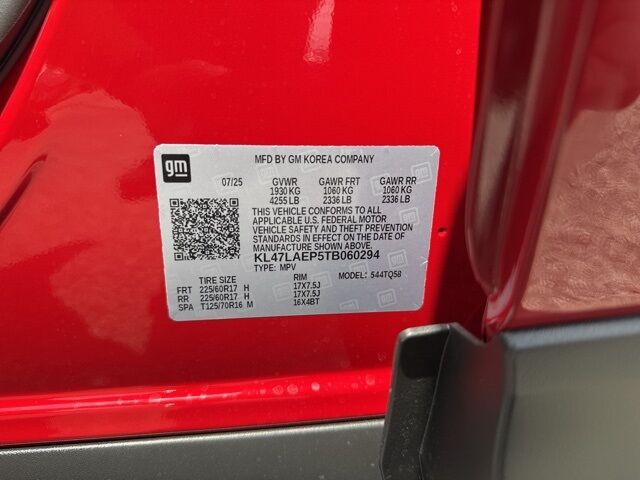 gm
MFD BY GM KOREA COMPANY
07/25 GVWR GAWR FRT GAWR RR
1930 KG 1060 KG 1060 KG
4255 LB 2336 LB 2336 LB
THIS VEHICLE CONFORMS TO ALL
APPLICABLE U.S. FEDERAL MOTOR
VEHICLE SAFETY AND THEFT PREVENTION
STANDARDS IN EFFECT ON THE DATE OF
MANUFACTURE SHOWN ABOVE.
KL47LAEP5TB060294
TYPE: MPV MODEL: 544TQ58
TIRE SIZE RIM
FRT 225/60R17 H 17X7.5J
RR 225/60R17 H 17X7.5J
SPA T125/70R16 M 16X4BT